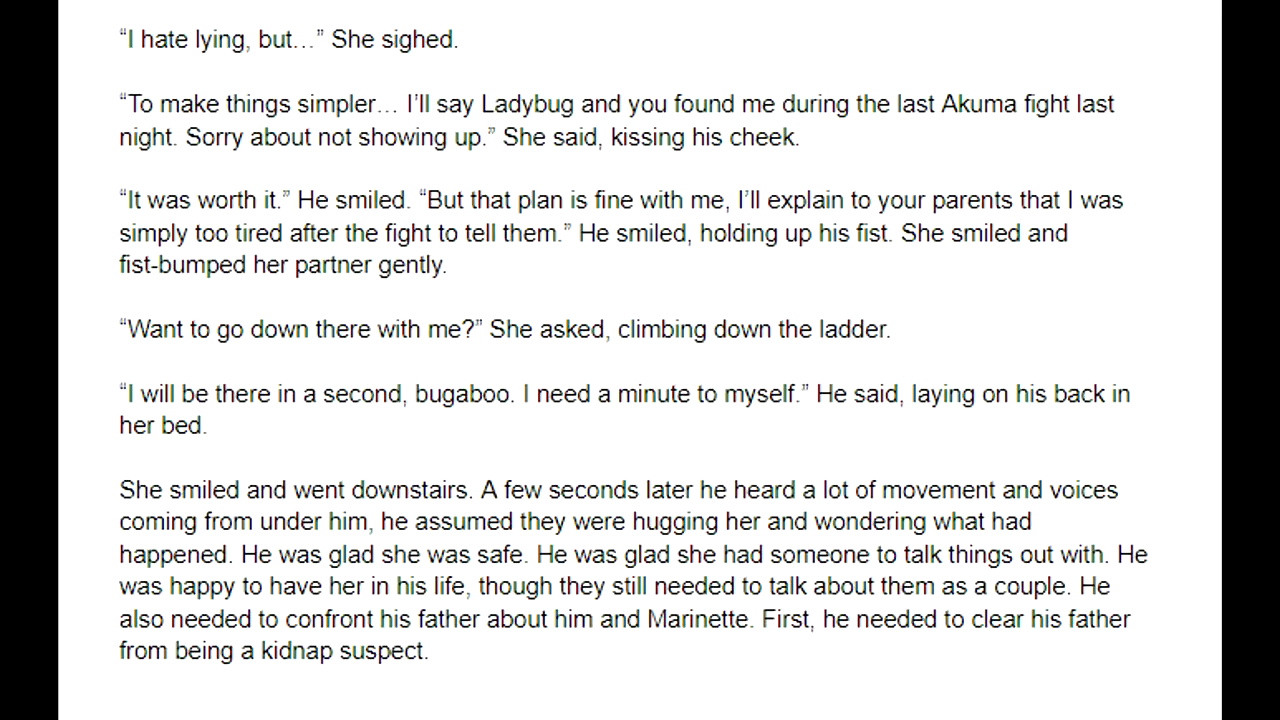 “I hate lying, but…” She sighed.
“To make things simpler… I’ll say Ladybug and you found me during the last Akuma fight last
night. Sorry about not showing up.” She said, kissing his cheek.
“It was worth it.” He smiled. “But that plan is fine with me, I’ll explain to your parents that I was
simply too tired after the fight to tell them.” He smiled, holding up his fist. She smiled and
fist-bumped her partner gently.
“Want to go down there with me?” She asked, climbing down the ladder.
“I will be there in a second, bugaboo. I need a minute to myself.” He said, laying on his back in
her bed.
She smiled and went downstairs. A few seconds later he heard a lot of movement and voices
coming from under him, he assumed they were hugging her and wondering what had
happened. He was glad she was safe. He was glad she had someone to talk things out with. He
was happy to have her in his life, though they still needed to talk about them as a couple. He
also needed to confront his father about him and Marinette. First, he needed to clear his father
from being a kidnap suspect.